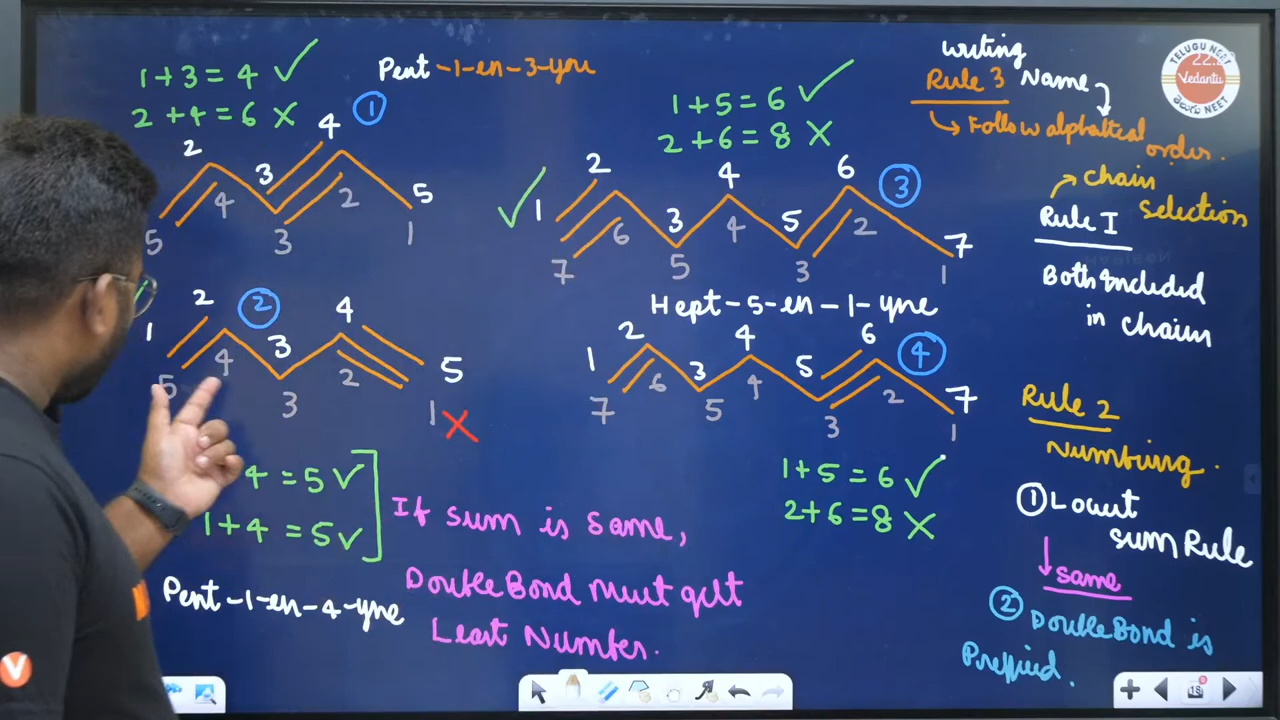 1+3=4 ✓
2+4=6 X
Pent-1-en-3-yne
1
2
3
4
5
5
4
3
2
1
1+5=6 ✓
2+6=8 X
3
✓
1
2
3
4
5
6
7
7
6
5
4
3
2
1
Hept-5-en-1-yne
2
1
2
3
4
5
5
4
3
2
1 X
4=5 ✓
1+4=5 ✓
Pent-1-en-4-yne
If sum is same,
Double Bond must get
Least Number.
4
1
2
3
4
5
6
7
7
6
5
4
3
2
1
1+5=6 ✓
2+6=8 X
writing
Rule 3 Name
Follow alphabtical
order.
chain
selection
Rule I
Both Included
in chain
Rule 2
Numbring.
① Locant
sum Rule
same
② Double Bond is
Prefired.
TELUGU NEET
Vedantu
తెలుగు NEET
V